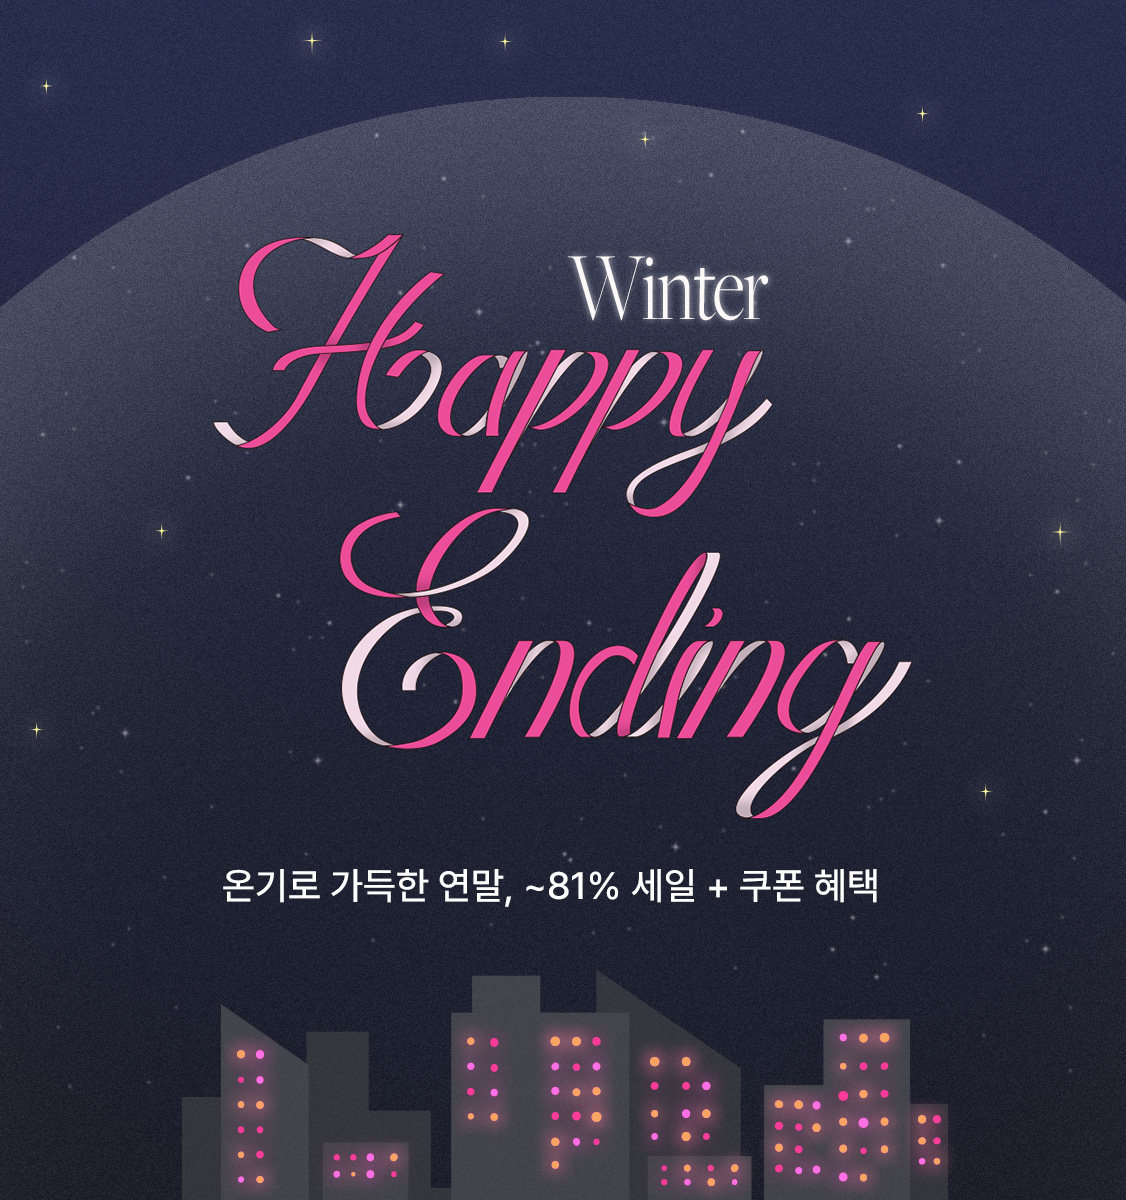 Winter
Happy
Ending
온기로 가득한 연말, ~81% 세일 + 쿠폰 혜택